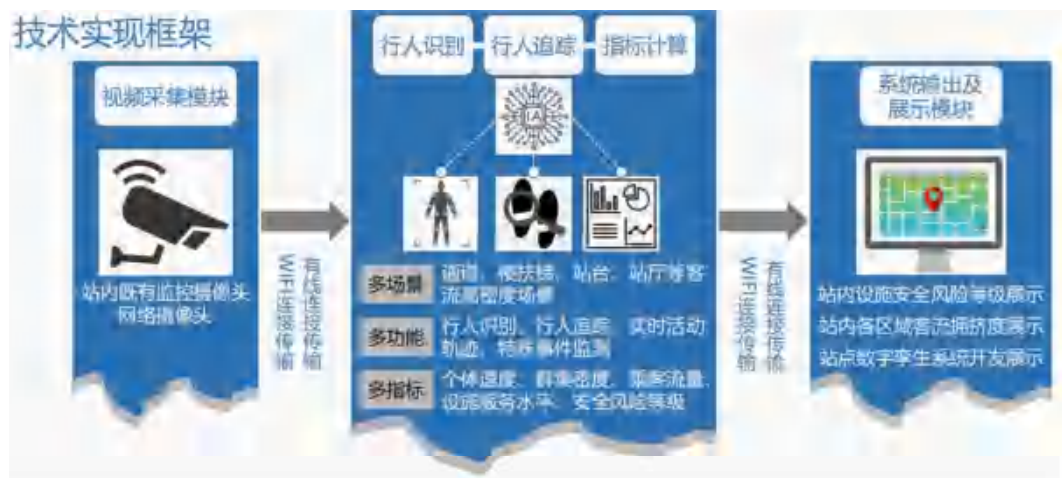 技术实现框架
视频采集模块
站内既有监控摄像头
网络摄像头
有线连接传输
WIFI连接传输
行人识别
行人追踪
指标计算
IA
多场景
通道、楼扶梯、站台、站厅等客
流高密度场景
多功能
行人识别、行人追踪、实时活动
轨迹、特殊事件监测
多指标
个体速度、群集密度、乘客流量、
设施服务水平、安全风险等级
有线连接传输
WIFI连接传输
系统输出及
展示模块
站内设施安全风险等级展示
站内各区域客流拥挤度展示
站点数字孪生系统开发展示